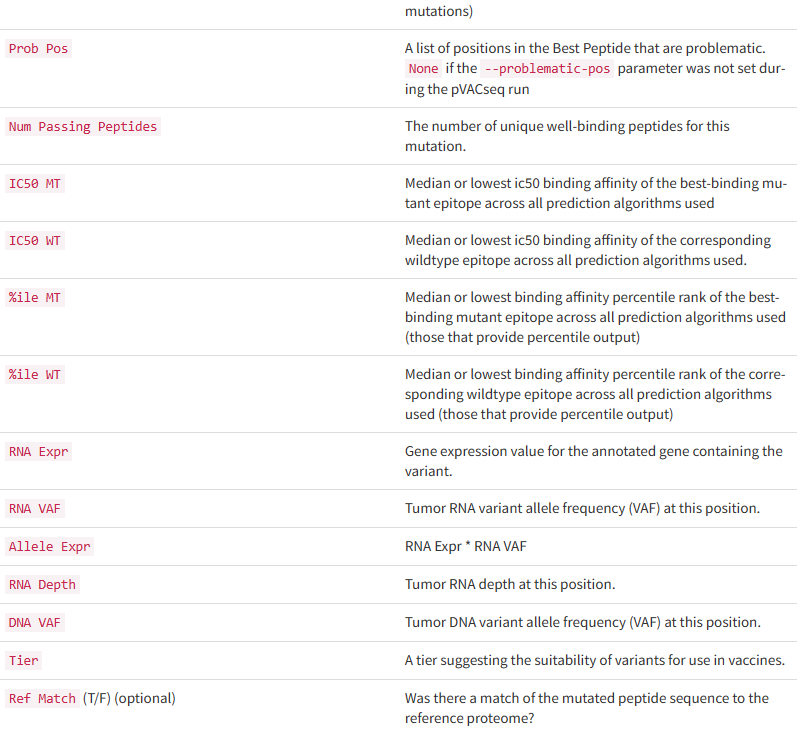 mutations)
Prob Pos
A list of positions in the Best Peptide that are problematic.
None if the --problematic-pos parameter was not set dur-
ing the pVACseq run
Num Passing Peptides
The number of unique well-binding peptides for this
mutation.
IC50 MT
Median or lowest ic50 binding affinity of the best-binding mu-
tant epitope across all prediction algorithms used
IC50 WT
Median or lowest ic50 binding affinity of the corresponding
wildtype epitope across all prediction algorithms used.
%ile MT
Median or lowest binding affinity percentile rank of the best-
binding mutant epitope across all prediction algorithms used
(those that provide percentile output)
%ile WT
Median or lowest binding affinity percentile rank of the corre-
sponding wildtype epitope across all prediction algorithms
used (those that provide percentile output)
RNA Expr
Gene expression value for the annotated gene containing the
variant.
RNA VAF
Tumor RNA variant allele frequency (VAF) at this position.
Allele Expr
RNA Expr * RNA VAF
RNA Depth
Tumor RNA depth at this position.
DNA VAF
Tumor DNA variant allele frequency (VAF) at this position.
Tier
A tier suggesting the suitability of variants for use in vaccines.
Ref Match (T/F) (optional)
Was there a match of the mutated peptide sequence to the
reference proteome?